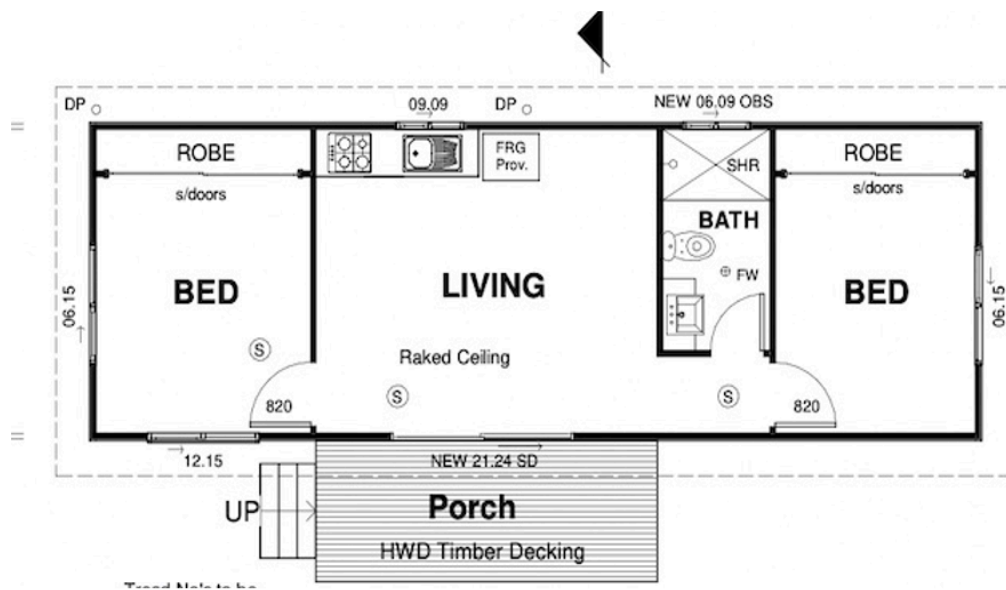 DP
09.09
DP
NEW 06.09 OBS
ROBE
s/doors
FRG
Prov.
SHR
ROBE
s/doors
BATH
FW
BED
LIVING
BED
06.15
06.15
S
Raked Ceiling
S
S
820
820
12.15
NEW 21.24 SD
UP
Porch
HWD Timber Decking